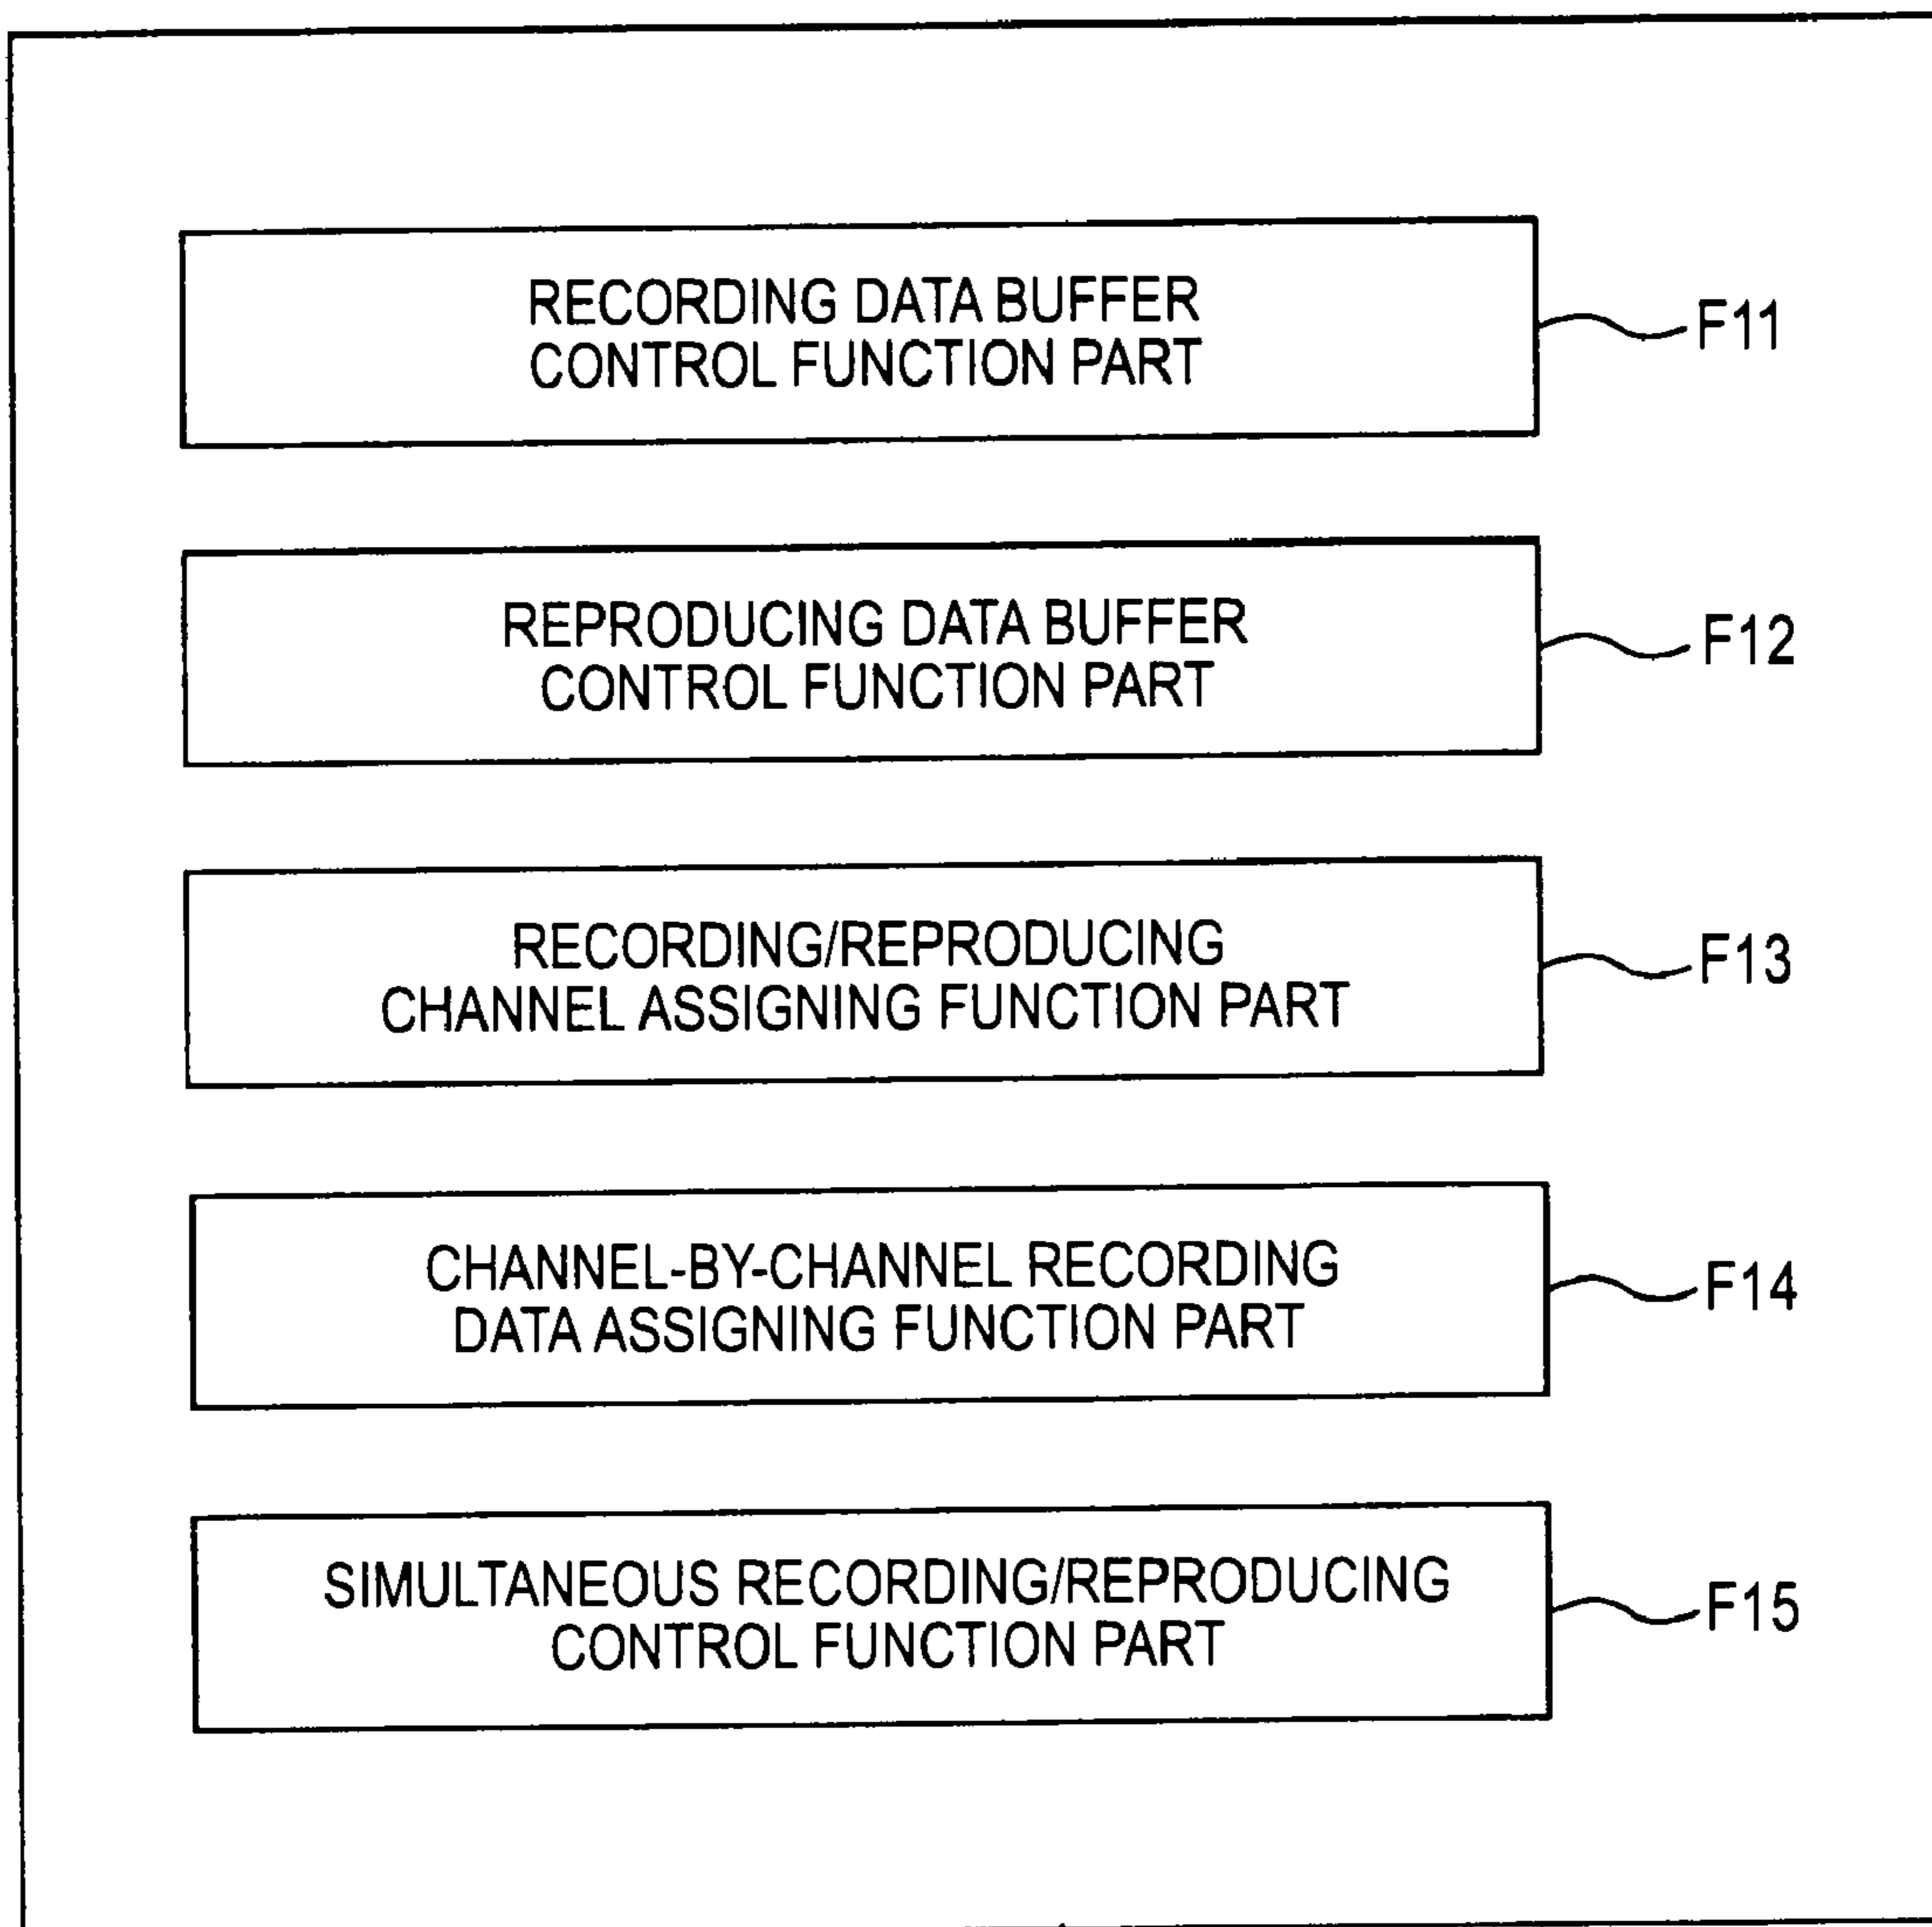 RECORDING DATA BUFFER
CONTROL FUNCTION PART
F11
REPRODUCING DATA BUFFER
CONTROL FUNCTION PART
F12
RECORDING/REPRODUCING
CHANNEL ASSIGNING FUNCTION PART
F13
CHANNEL-BY-CHANNEL RECORDING
DATA ASSIGNING FUNCTION PART
F14
SIMULTANEOUS RECORDING/REPRODUCING
CONTROL FUNCTION PART
F15